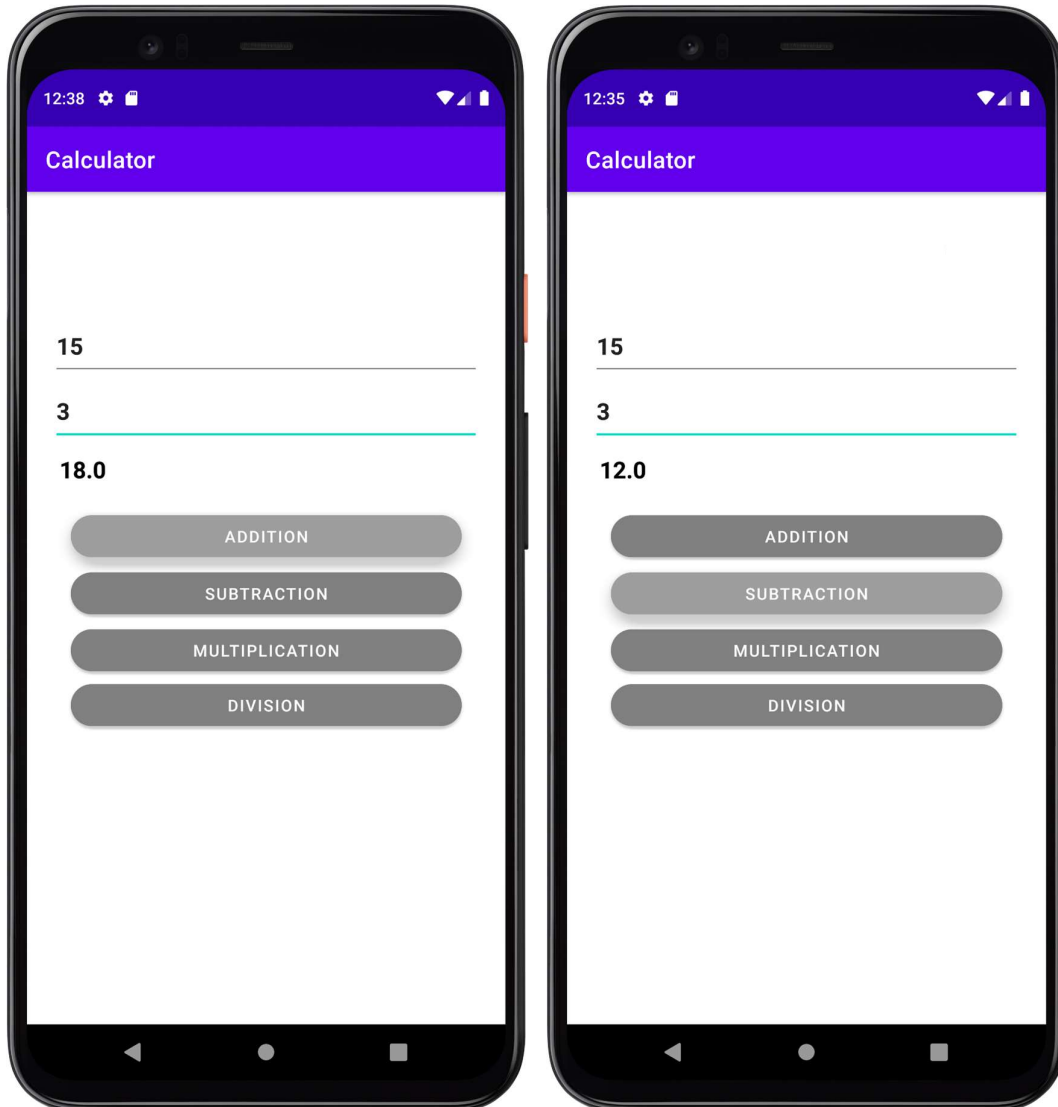 12:38
Calculator
15
3
18.0
ADDITION
SUBTRACTION
MULTIPLICATION
DIVISION
12:35
Calculator
15
3
12.0
ADDITION
SUBTRACTION
MULTIPLICATION
DIVISION